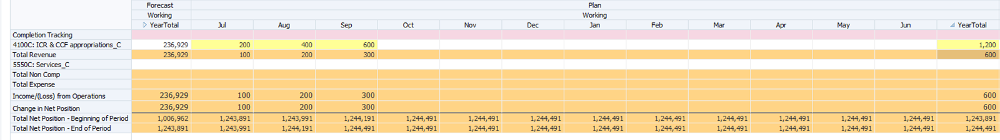 Forecast Plan
Working Working
YearTotal Jul Aug Sep Oct Nov Dec Jan Feb Mar Apr May Jun YearTotal
Completion Tracking
4100C: ICR & CCF appropriations_C 236,929 200 400 600 1,200
Total Revenue 236,929 100 200 300 600
5550C: Services_C
Total Non Comp
Total Expense
Income/(Loss) from Operations 236,929 100 200 300 600
Change in Net Position 236,929 100 200 300 600
Total Net Position - Beginning of Period 1,006,962 1,243,891 1,243,991 1,244,191 1,244,491 1,244,491 1,244,491 1,244,491 1,244,491 1,244,491 1,244,491 1,244,491 1,244,491 1,243,891
Total Net Position - End of Period 1,243,891 1,243,991 1,244,191 1,244,491 1,244,491 1,244,491 1,244,491 1,244,491 1,244,491 1,244,491 1,244,491 1,244,491 1,244,491 1,244,491